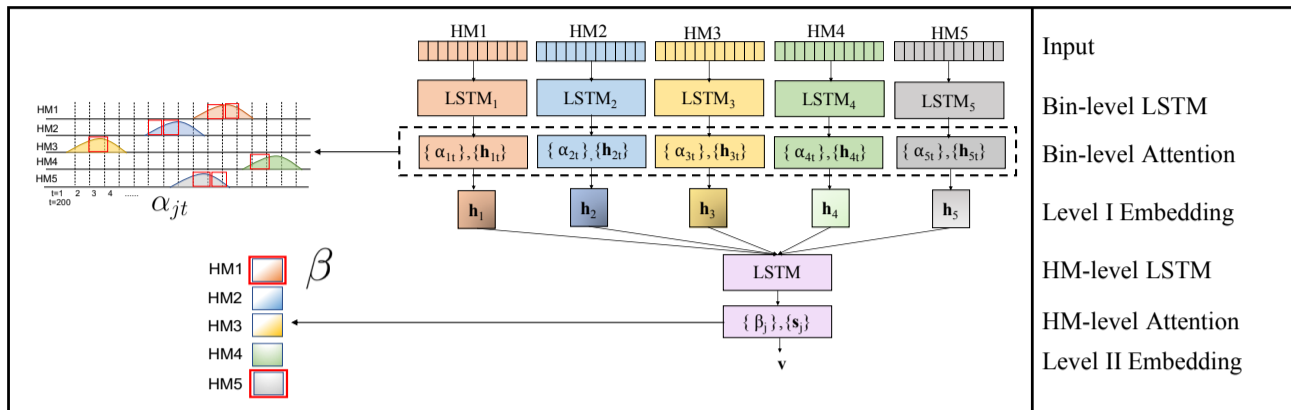 HM1 HM2 HM3 HM4 HM5
Input
LSTM₁ LSTM₂ LSTM₃ LSTM₄ LSTM₅
Bin-level LSTM
{ α₁ₜ},{h₁ₜ} { α₂ₜ},{h₂ₜ} { α₃ₜ},{h₃ₜ} { α₄ₜ},{h₄ₜ} { α₅ₜ},{h₅ₜ}
Bin-level Attention
HM1
HM2
HM3
HM4
HM5
t=1 2 3 4 ......
t=200
αⱼₜ
h₁ h₂ h₃ h₄ h₅
Level I Embedding
LSTM
HM-level LSTM
{ βⱼ},{sⱼ}
HM-level Attention
v
Level II Embedding
β
HM1
HM2
HM3
HM4
HM5